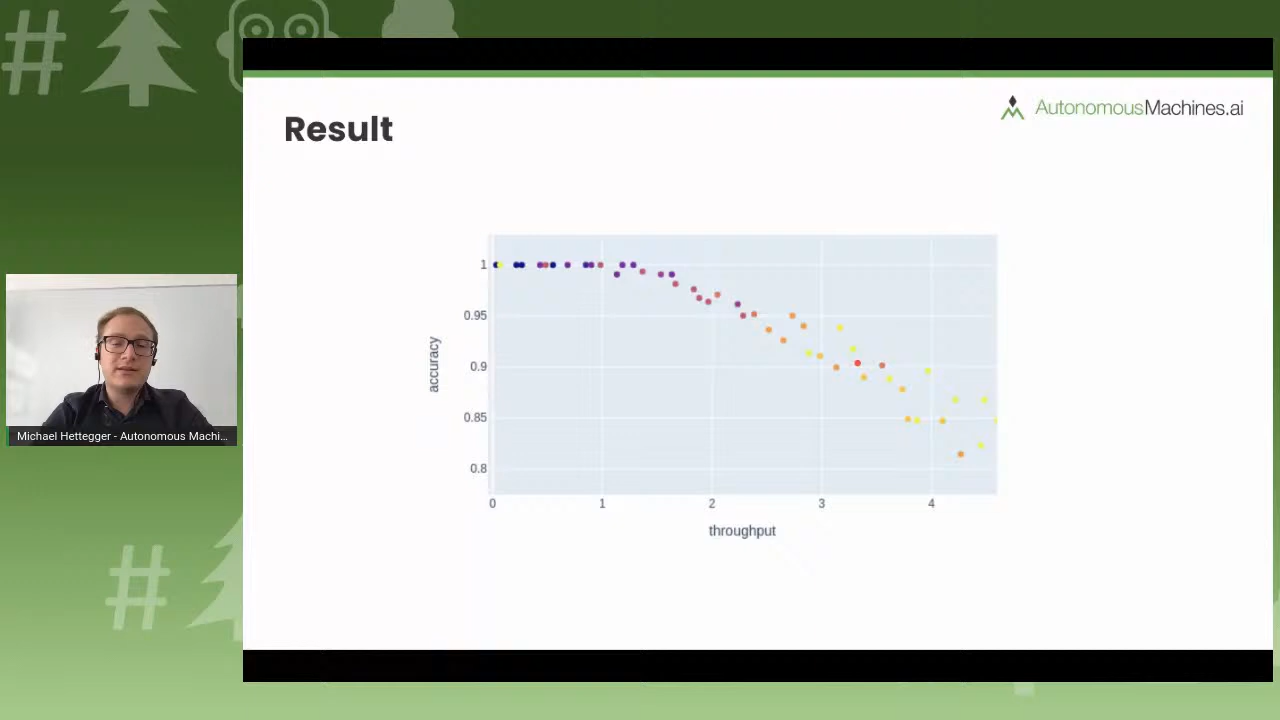 # 
Result
AutonomousMachines.ai
1
0.95
0.9
0.85
0.8
accuracy
0
1
2
3
4
throughput
Michael Hettegger - Autonomous Machi...
#